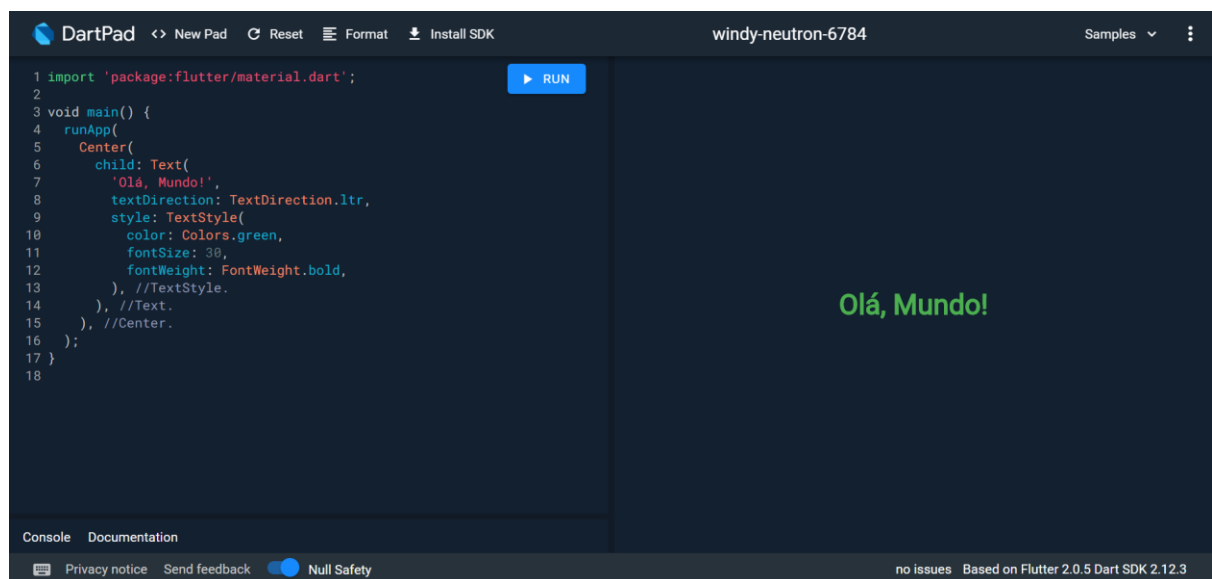 DartPad <> New Pad Reset Format Install SDK windy-neutron-6784 Samples
RUN
1 import 'package:flutter/material.dart';
2
3 void main() {
4 runApp(
5 Center(
6 child: Text(
7 'Olá, Mundo!',
8 textDirection: TextDirection.ltr,
9 style: TextStyle(
10 color: Colors.green,
11 fontSize: 30,
12 fontWeight: FontWeight.bold,
13 ), //TextStyle.
14 ), //Text.
15 ), //Center.
16 );
17 }
18
Olá, Mundo!
Console Documentation
Privacy notice Send feedback Null Safety no issues Based on Flutter 2.0.5 Dart SDK 2.12.3